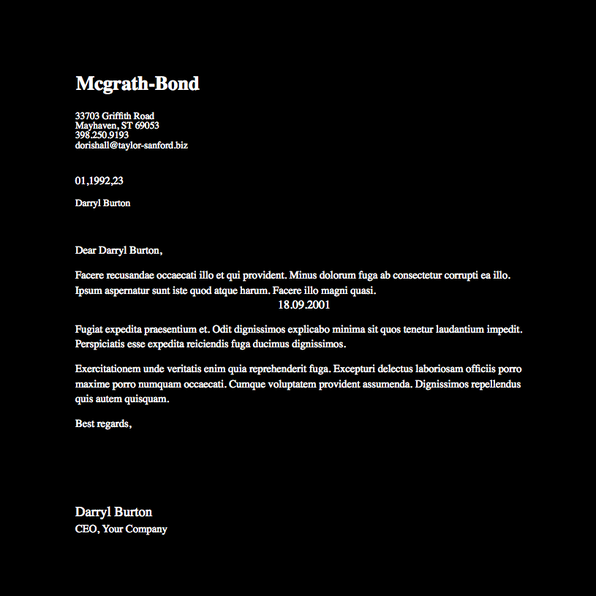 Mcgrath-Bond
33703 Griffith Road
Mayhaven, ST 69053
398.250.9193
dorishall@taylor-sanford.biz
01,1992,23
Darryl Burton
Dear Darryl Burton,
Facere recusandae occaecati illo et qui provident. Minus dolorum fuga ab consectetur corrupti ea illo.
Ipsum aspernatur sunt iste quod atque harum. Facere illo magni quasi.
18.09.2001
Fugiat expedita praesentium et. Odit dignissimos explicabo minima sit quos tenetur laudantium impedit.
Perspiciatis esse expedita reiciendis fuga ducimus dignissimos.
Exercitationem unde veritatis enim quia reprehenderit fuga. Excepturi delectus laboriosam officiis porro
maxime porro numquam occaecati. Cumque voluptatem provident assumenda. Dignissimos repellendus
quis autem quisquam.
Best regards,
Darryl Burton
CEO, Your Company